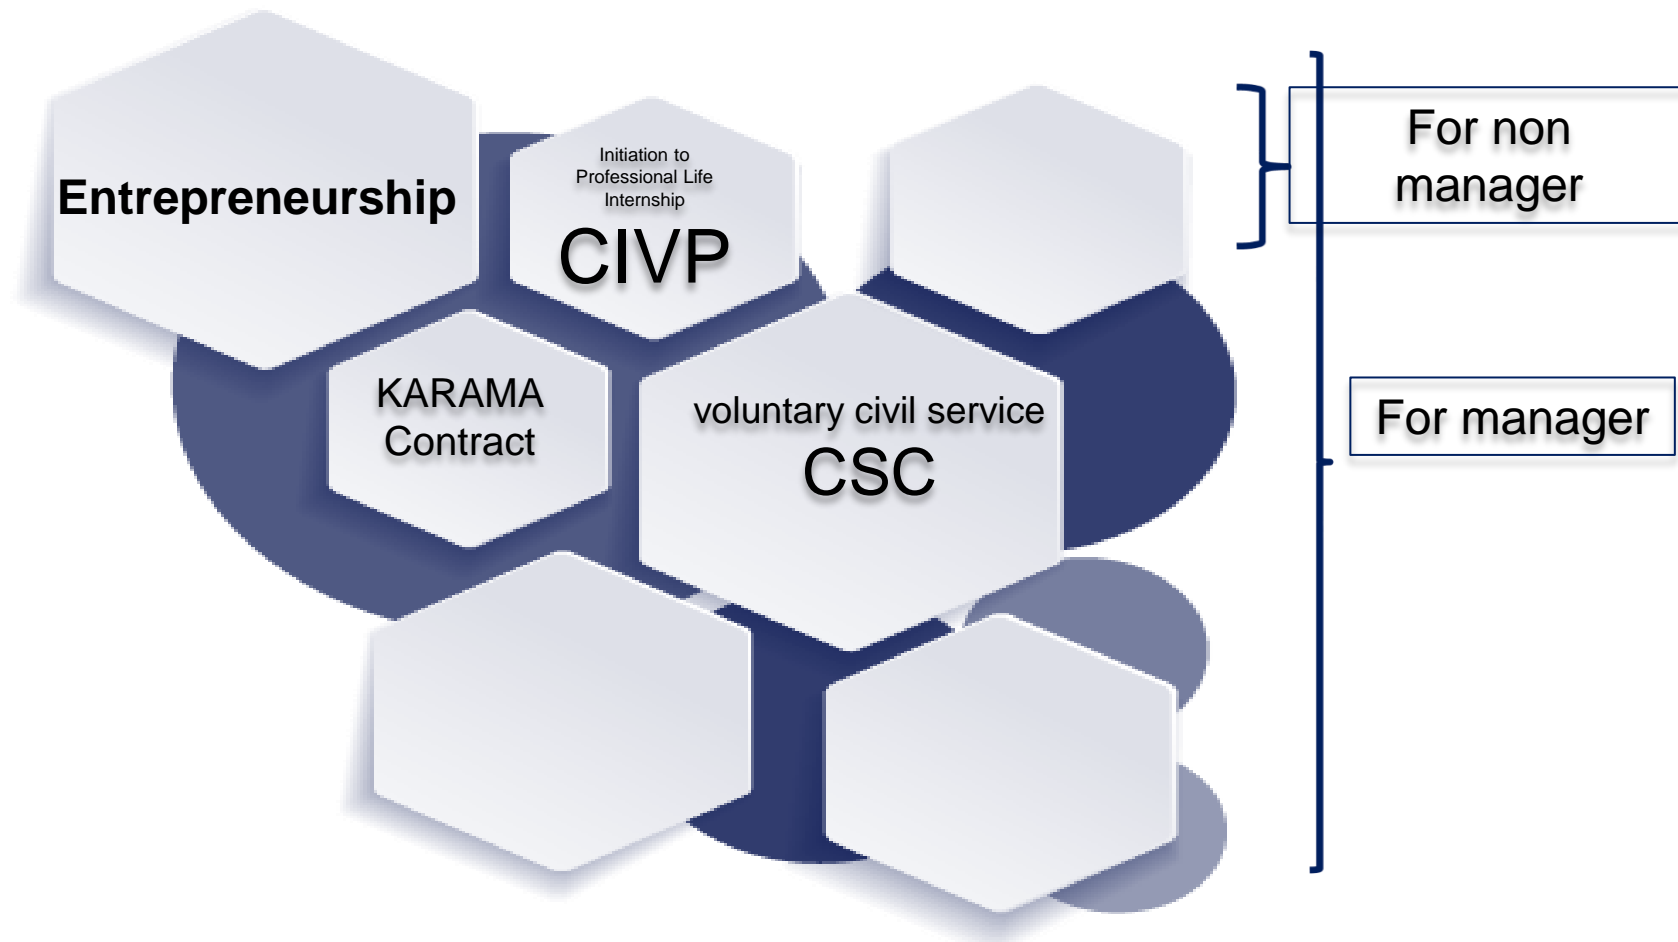 Entrepreneurship
Initiation to
Professional Life
Internship
CIVP
For non
manager
KARAMA
Contract
voluntary civil service
CSC
For manager